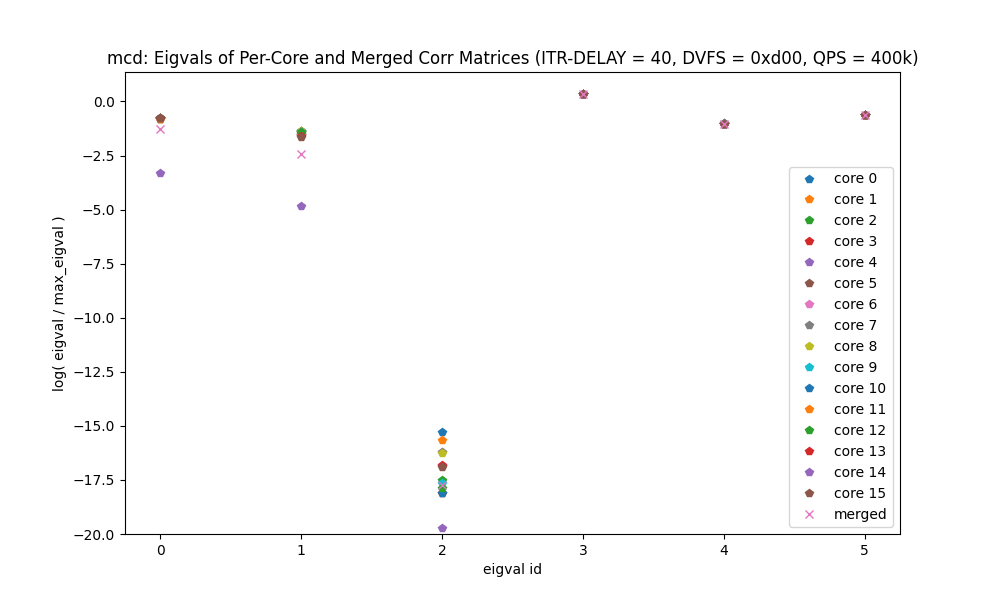 mcd: Eigvals of Per-Core and Merged Corr Matrices (ITR-DELAY = 40, DVFS = 0xd00, QPS = 400k)
log( eigval / max_eigval )
0.0
−2.5
−5.0
−7.5
−10.0
−12.5
−15.0
−17.5
−20.0
core 0
core 1
core 2
core 3
core 4
core 5
core 6
core 7
core 8
core 9
core 10
core 11
core 12
core 13
core 14
core 15
merged
0 1 2 3 4 5
eigval id